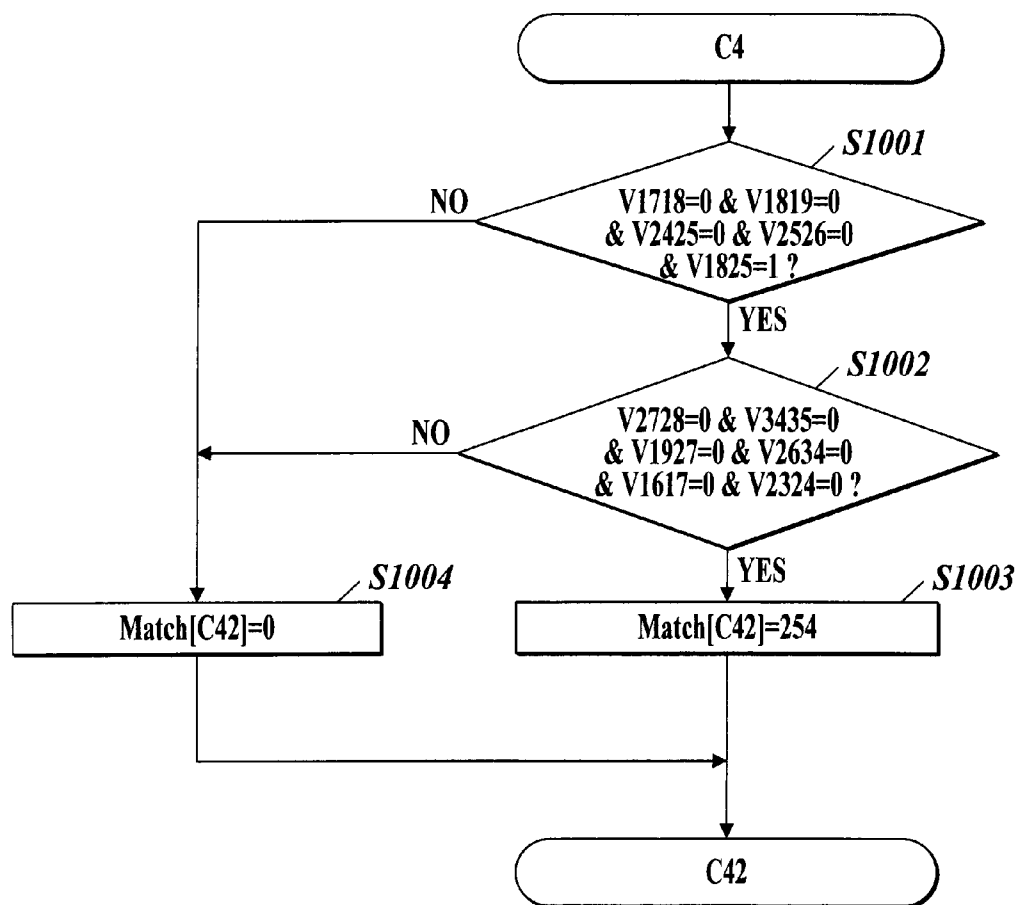 C4
S1001
NO
V1718=0 & V1819=0
& V2425=0 & V2526=0
& V1825=1 ?
YES
S1002
NO
V2728=0 & V3435=0
& V1927=0 & V2634=0
& V1617=0 & V2324=0 ?
YES
S1004
S1003
Match[C42]=0
Match[C42]=254
C42